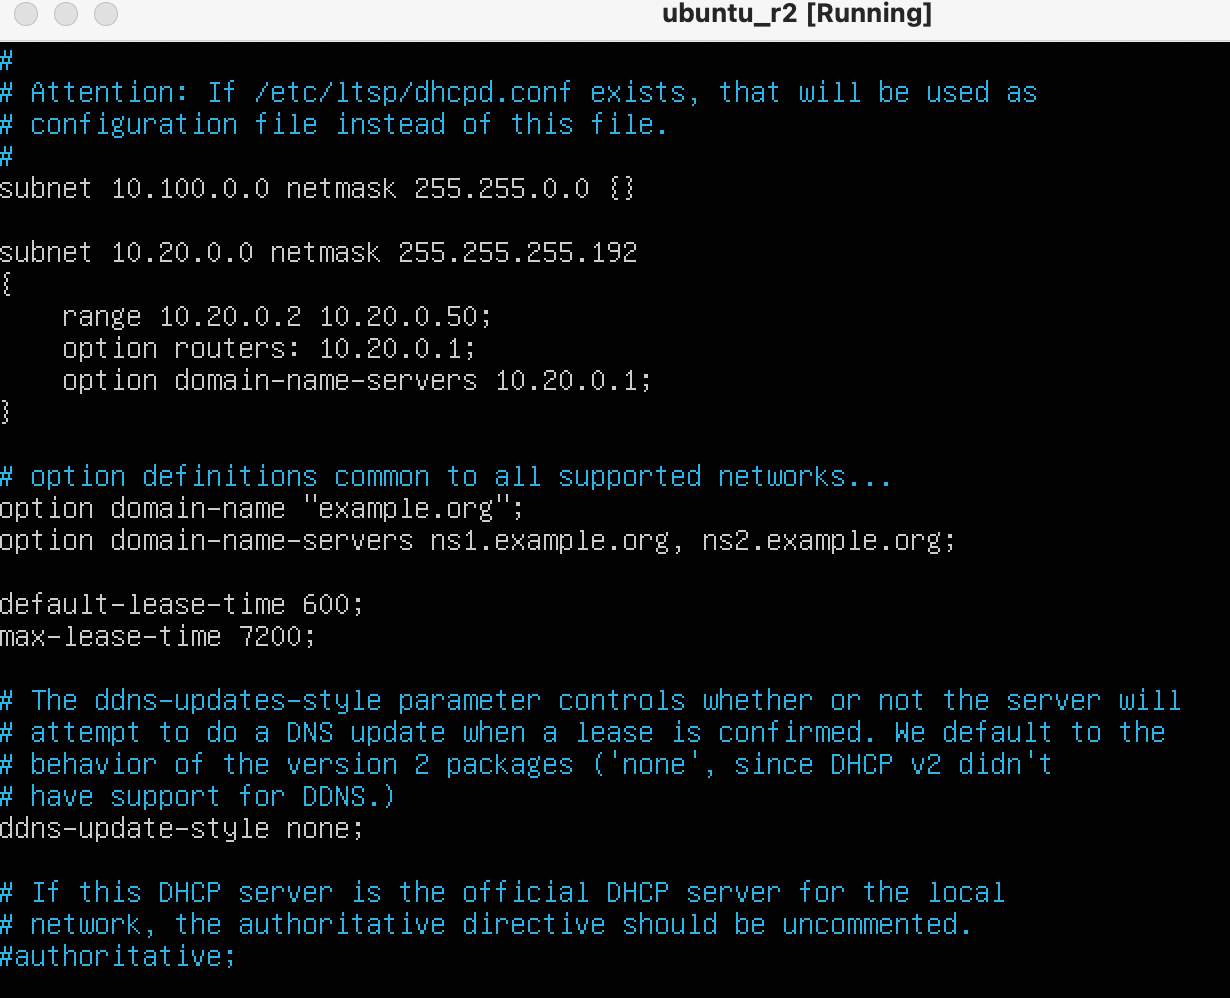 ubuntu_r2 [Running]
#
# Attention: If /etc/ltsp/dhcpd.conf exists, that will be used as
# configuration file instead of this file.
#
subnet 10.100.0.0 netmask 255.255.0.0 {}
subnet 10.20.0.0 netmask 255.255.255.192
{
    range 10.20.0.2 10.20.0.50;
    option routers: 10.20.0.1;
    option domain-name-servers 10.20.0.1;
}
# option definitions common to all supported networks...
option domain-name "example.org";
option domain-name-servers ns1.example.org, ns2.example.org;
default-lease-time 600;
max-lease-time 7200;
# The ddns-updates-style parameter controls whether or not the server will
# attempt to do a DNS update when a lease is confirmed. We default to the
# behavior of the version 2 packages ('none', since DHCP v2 didn't
# have support for DDNS.)
ddns-update-style none;
# If this DHCP server is the official DHCP server for the local
# network, the authoritative directive should be uncommented.
#authoritative;